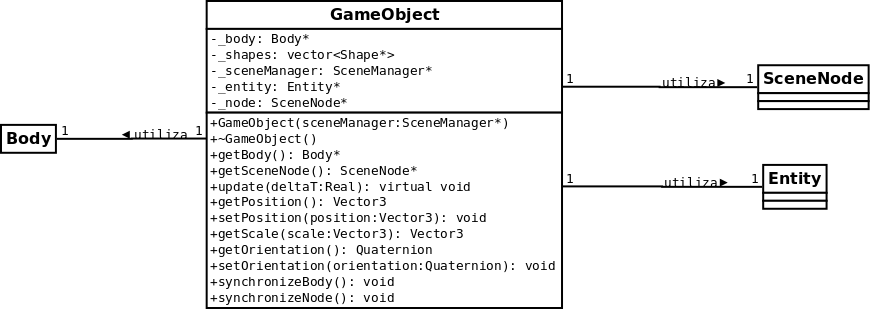 GameObject
-_body: Body*
-_shapes: vector<Shape*>
-_sceneManager: SceneManager*
-_entity: Entity*
-_node: SceneNode*
+GameObject(sceneManager:SceneManager*)
+~GameObject()
+getBody(): Body*
+getSceneNode(): SceneNode*
+update(deltaT:Real): virtual void
+getPosition(): Vector3
+setPosition(position:Vector3): void
+getScale(scale:Vector3): Vector3
+getOrientation(): Quaternion
+setOrientation(orientation:Quaternion): void
+synchronizeBody(): void
+synchronizeNode(): void
Body
1 ◄utiliza 1
1 utiliza► 1
SceneNode
1 utiliza► 1
Entity